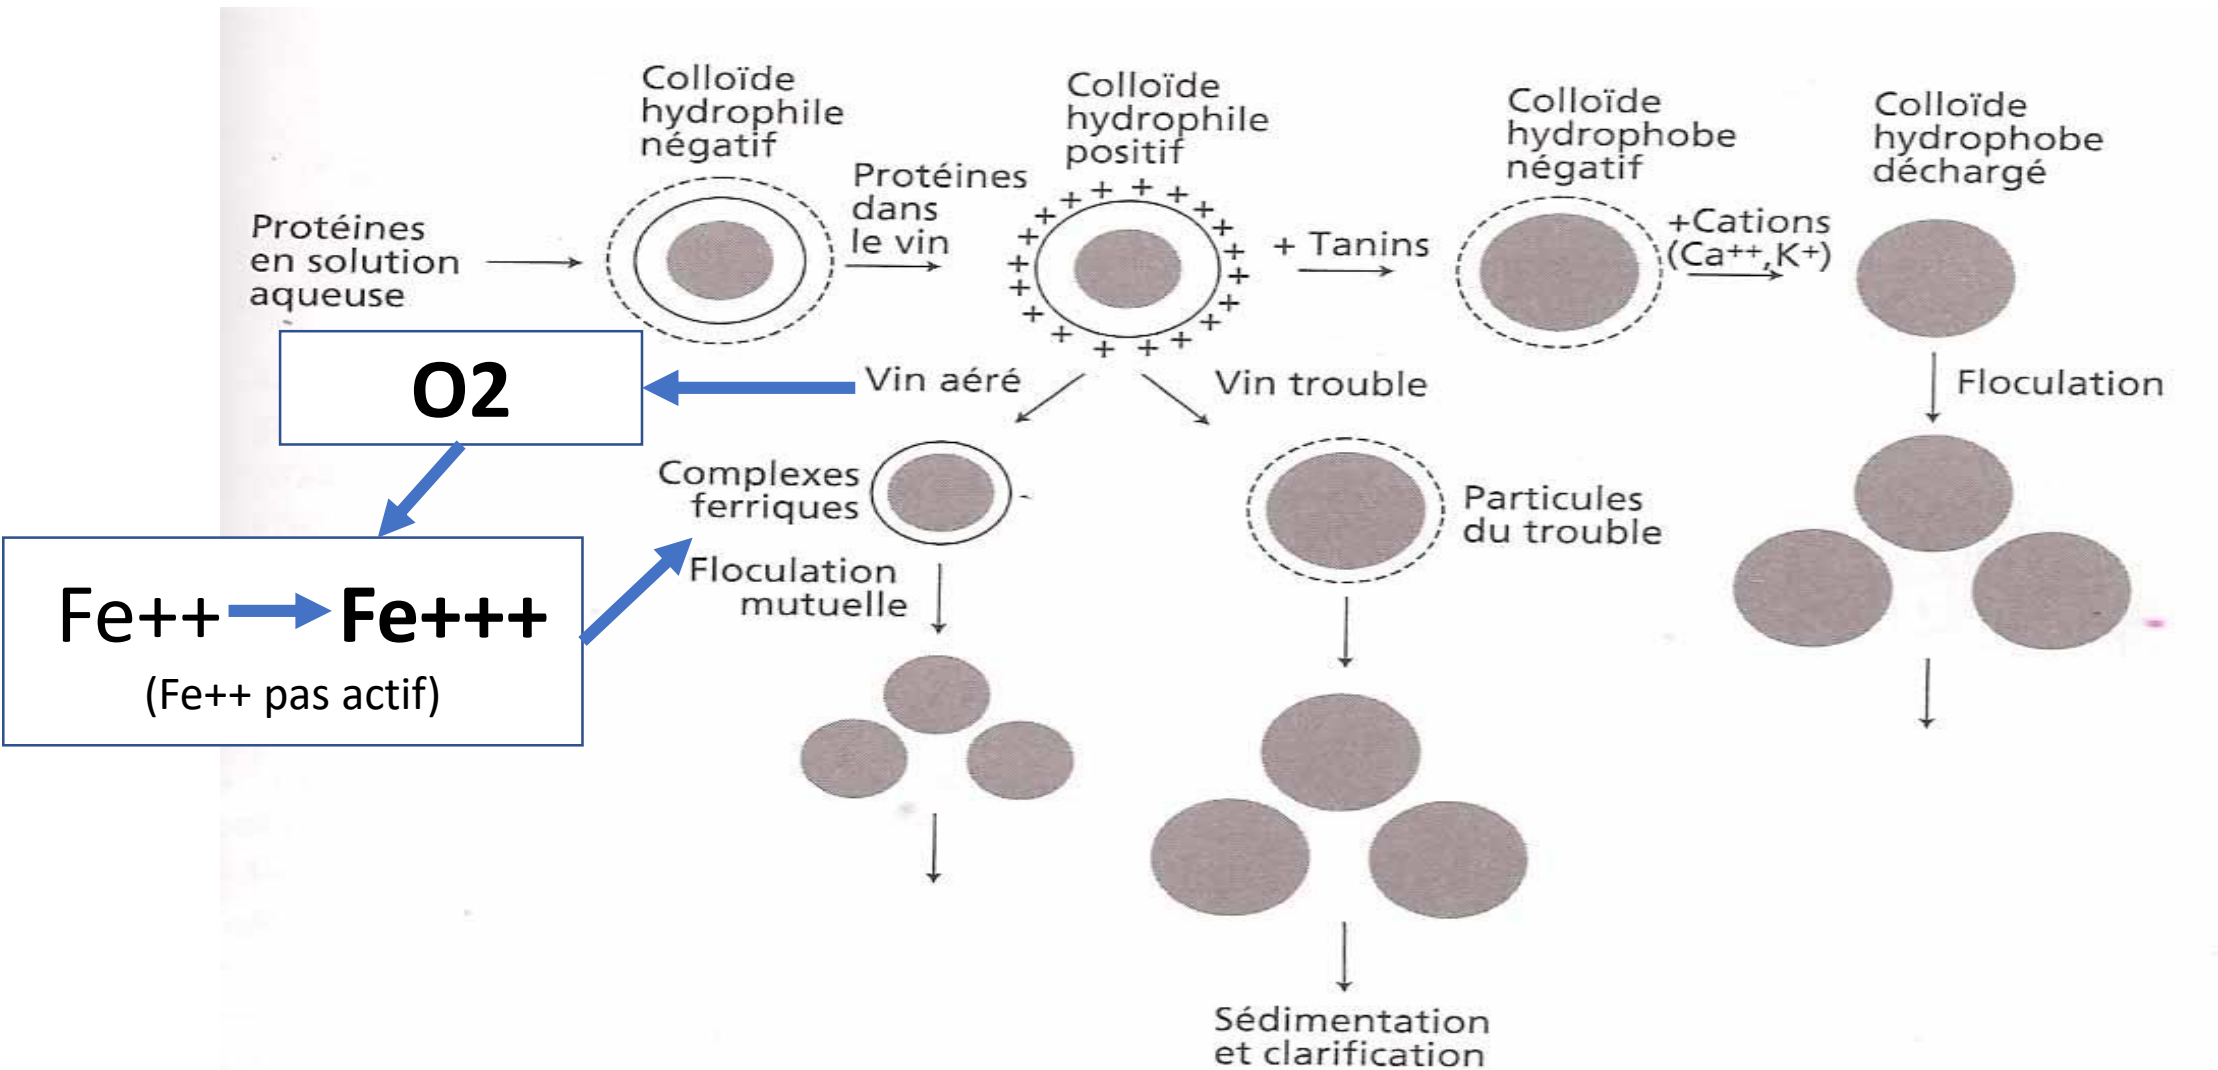 Colloïde
hydrophile
négatif
Colloïde
hydrophile
positif
Colloïde
hydrophobe
négatif
Colloïde
hydrophobe
déchargé
Protéines
en solution
aqueuse
Protéines
dans
le vin
+ + + + + + + + + + + + + + + + + + + + + +
+ Tanins
+Cations
(Ca++,K+)
O2
Vin aéré
Vin trouble
Floculation
Complexes
ferriques
Particules
du trouble
Floculation
mutuelle
Fe++ Fe+++
(Fe++ pas actif)
Sédimentation
et clarification